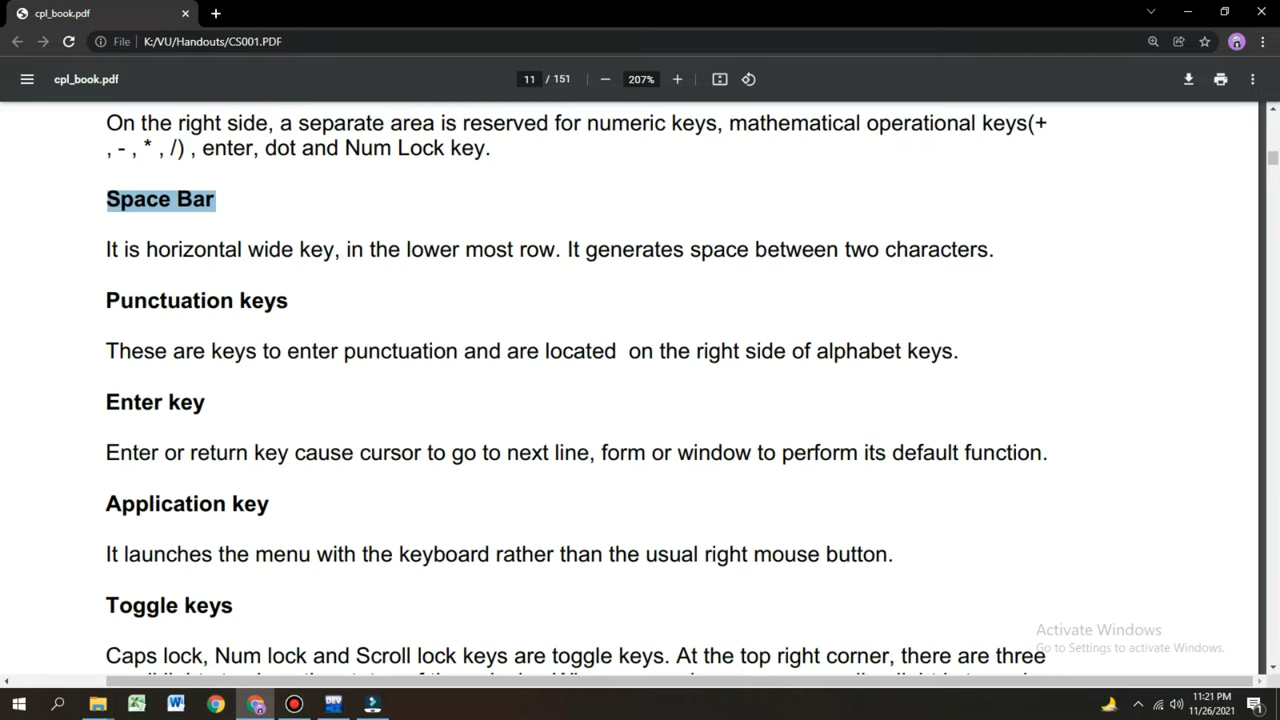 cpl_book.pdf
File K:/VU/Handouts/CS001.PDF
cpl_book.pdf
11 / 151
207%
On the right side, a separate area is reserved for numeric keys, mathematical operational keys(+
, - , * , /) , enter, dot and Num Lock key.
Space Bar
It is horizontal wide key, in the lower most row. It generates space between two characters.
Punctuation keys
These are keys to enter punctuation and are located  on the right side of alphabet keys.
Enter key
Enter or return key cause cursor to go to next line, form or window to perform its default function.
Application key
It launches the menu with the keyboard rather than the usual right mouse button.
Toggle keys
Activate Windows
Go to Settings to activate Windows.
Caps lock, Num lock and Scroll lock keys are toggle keys. At the top right corner, there are three
DEV
11:21 PM
11/26/2021
1